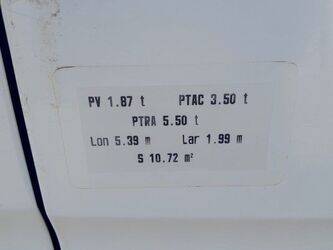 PV 1.87 t PTAC 3.50 t
PTRA 5.50 t
Lon 5.39 m Lar 1.99 m
S 10.72 m²